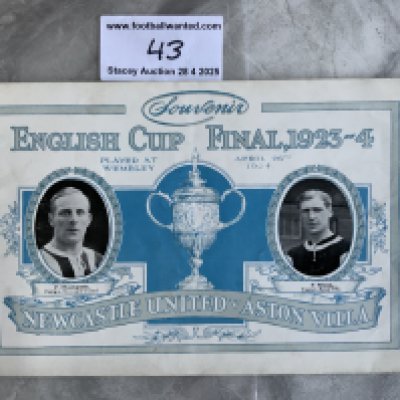 www.footballwanted.com
43
Stacey Auction 28 4 2025
Souvenir
ENGLISH CUP FINAL, 1923-4
PLAYED AT WEMBLEY
APRIL 26TH 1924
NEWCASTLE UNITED v ASTON VILLA